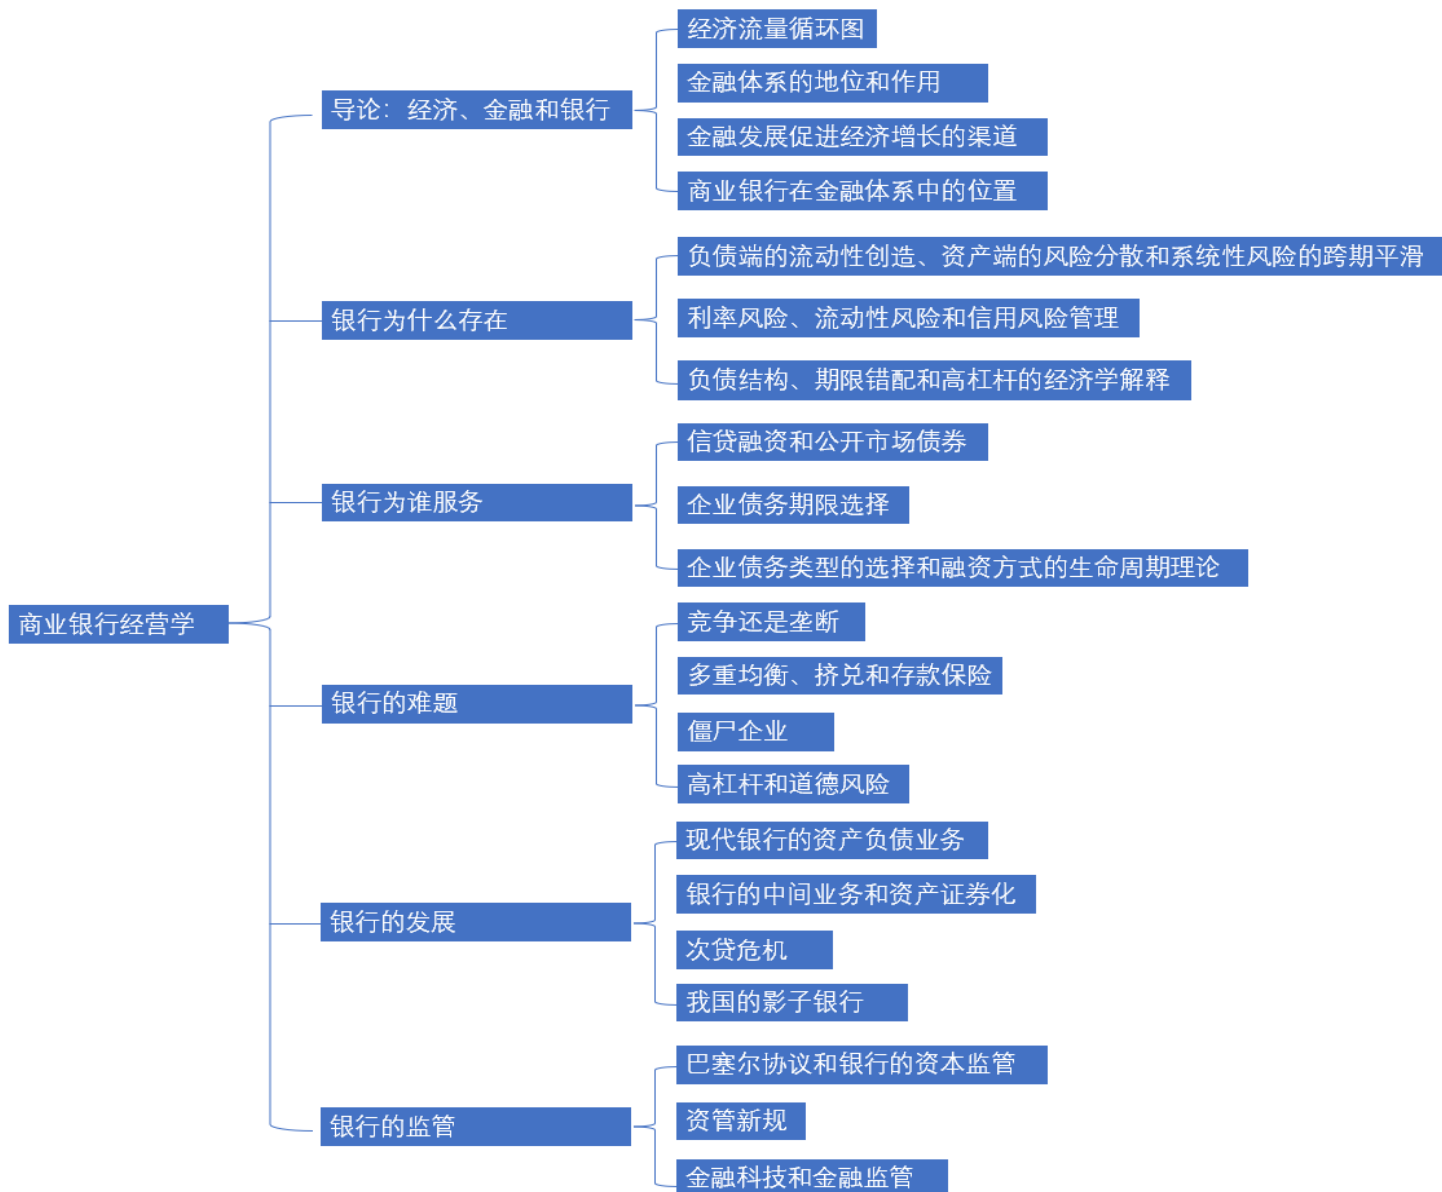 商业银行经营学
导论：经济、金融和银行
经济流量循环图
金融体系的地位和作用
金融发展促进经济增长的渠道
商业银行在金融体系中的位置
银行为什么存在
负债端的流动性创造、资产端的风险分散和系统性风险的跨期平滑
利率风险、流动性风险和信用风险管理
负债结构、期限错配和高杠杆的经济学解释
银行为谁服务
信贷融资和公开市场债券
企业债务期限选择
企业债务类型的选择和融资方式的生命周期理论
银行的难题
竞争还是垄断
多重均衡、挤兑和存款保险
僵尸企业
高杠杆和道德风险
银行的发展
现代银行的资产负债业务
银行的中间业务和资产证券化
次贷危机
我国的影子银行
银行的监管
巴塞尔协议和银行的资本监管
资管新规
金融科技和金融监管